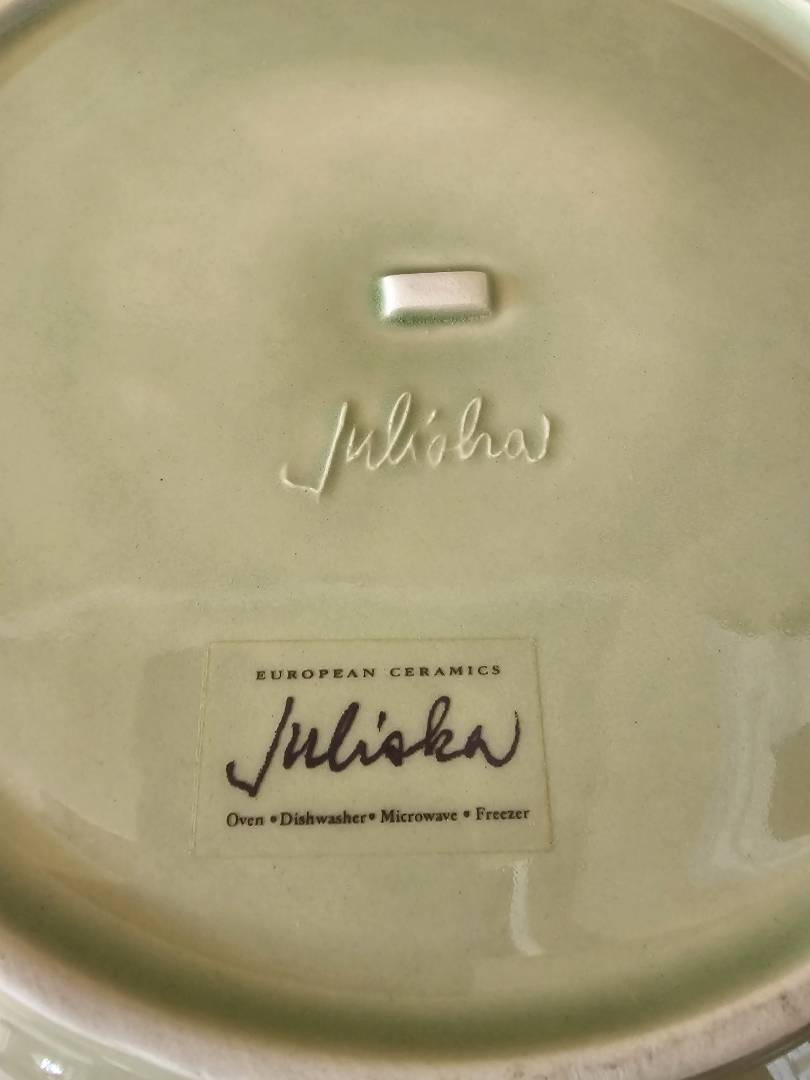 Juliska
EUROPEAN CERAMICS
Juliska
Oven • Dishwasher • Microwave • Freezer